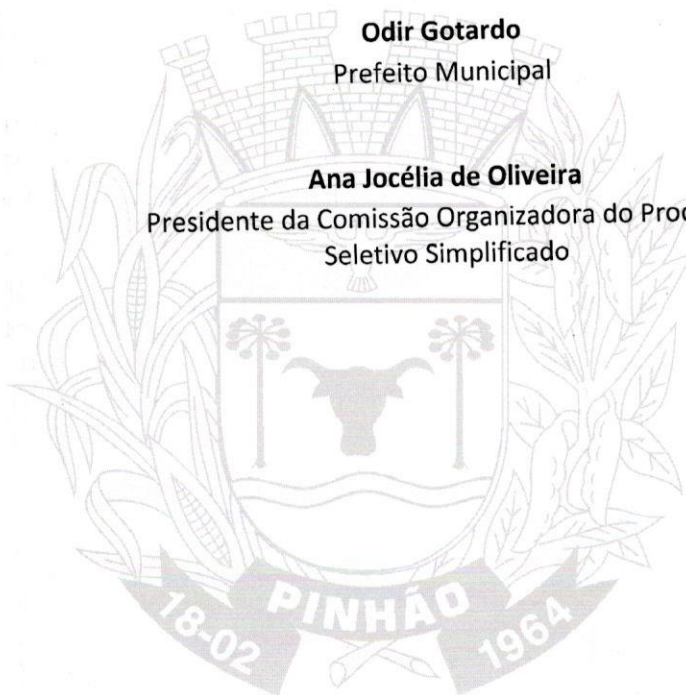 Odir Gotardo
Prefeito Municipal
Ana Jocélia de Oliveira
Presidente da Comissão Organizadora do Pro
Seletivo Simplificado
PINHÃO
18-02
1964